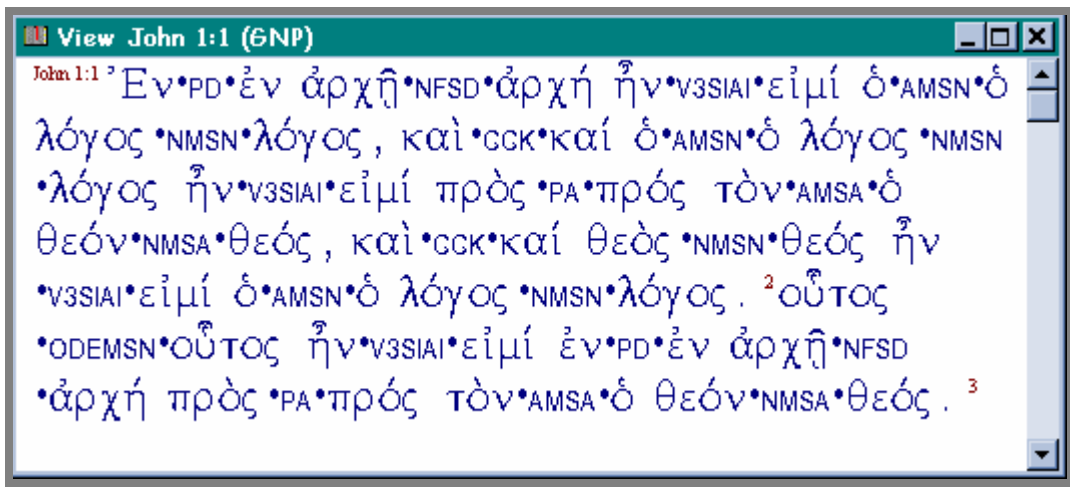 View John 1:1 (GNP)
John 1:1 Ἐν•PD•ἐν ἀρχῇ•NFSD•ἀρχή ἦν•V3SIAI•εἰμί ὁ•AMSN•ὁ
λόγος•NMSN•λόγος, καὶ•CCK•καί ὁ•AMSN•ὁ λόγος•NMSN
•λόγος ἦν•V3SIAI•εἰμί πρὸς•PA•πρός τὸν•AMSA•ὁ
θεόν•NMSA•θεός, καὶ•CCK•καί θεὸς•NMSN•θεός ἦν
•V3SIAI•εἰμί ὁ•AMSN•ὁ λόγος•NMSN•λόγος. 2 οὗτος
•ODEMSN•οὗτος ἦν•V3SIAI•εἰμί ἐν•PD•ἐν ἀρχῇ•NFSD
•ἀρχή πρὸς•PA•πρός τὸν•AMSA•ὁ θεόν•NMSA•θεός. 3